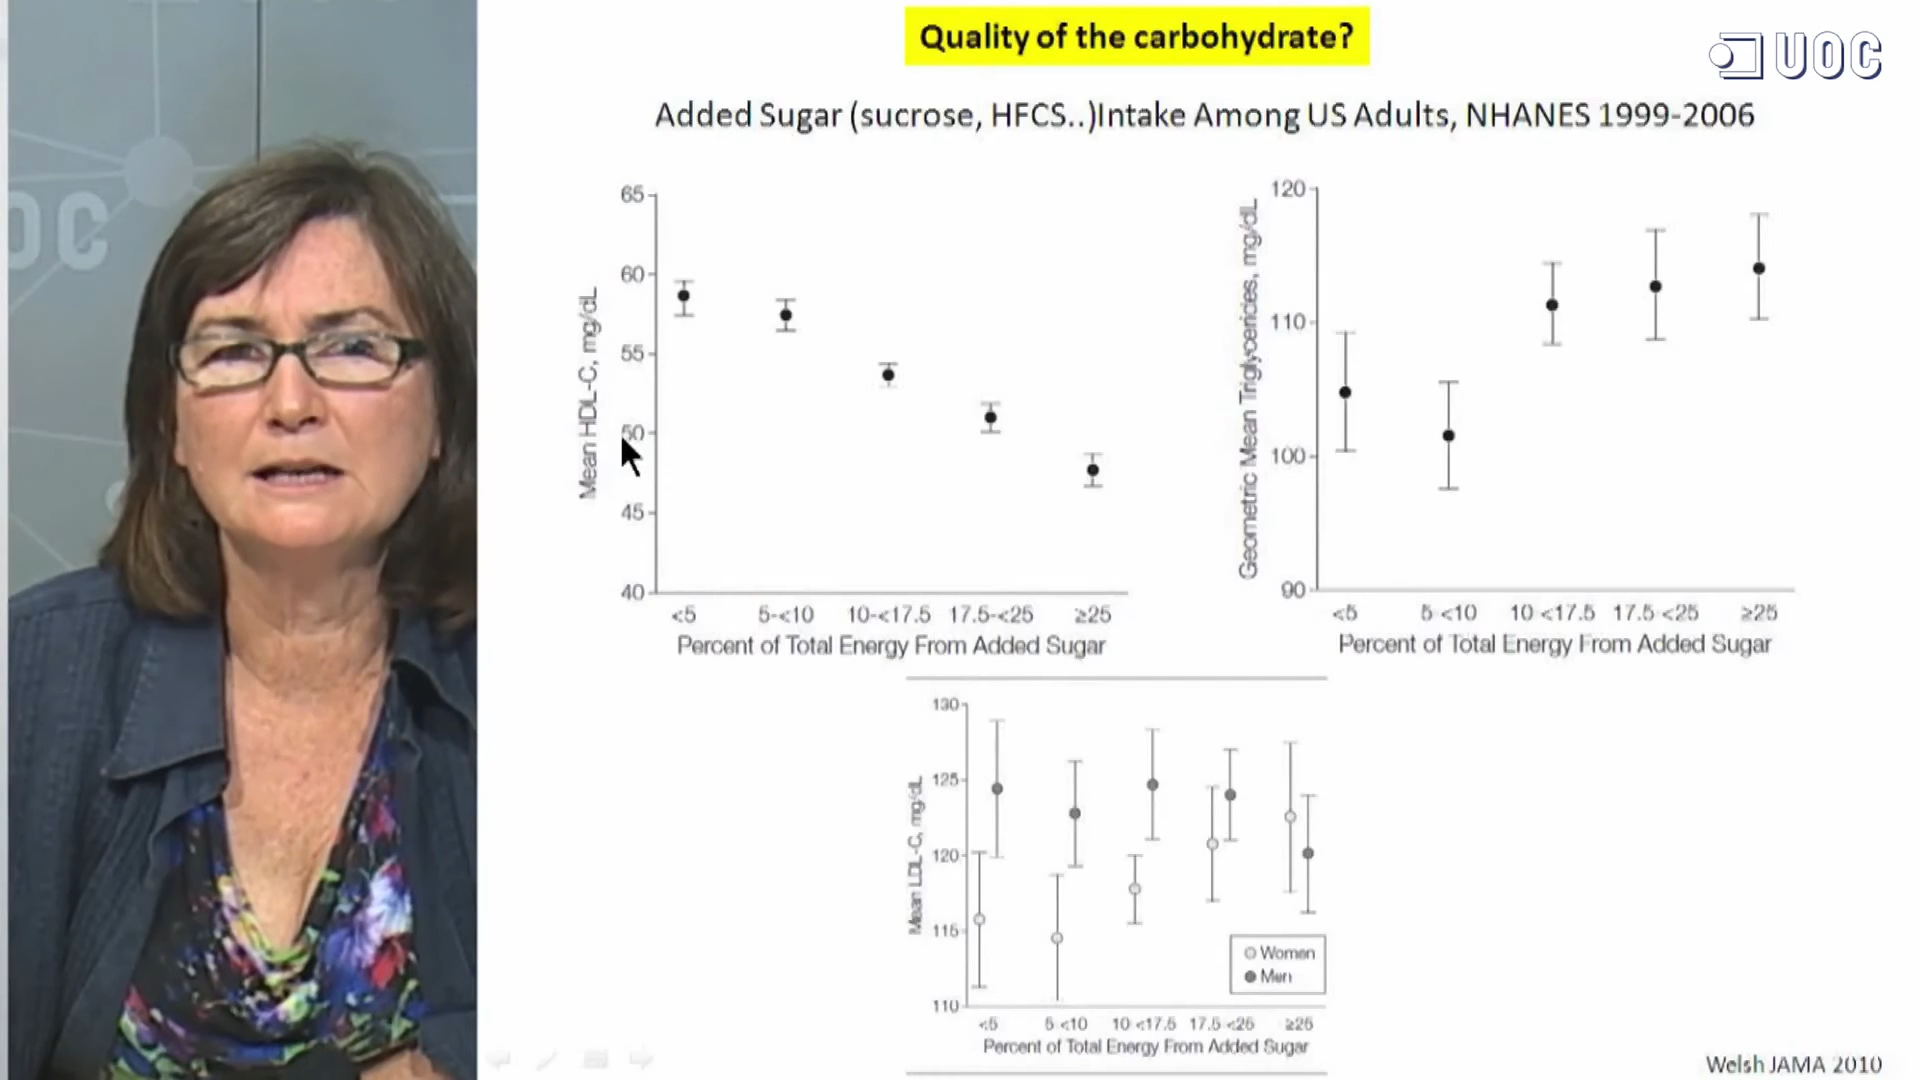 Quality of the carbohydrate?
UOC
Added Sugar (sucrose, HFCS..)Intake Among US Adults, NHANES 1999-2006
OC
Mean HDL-C, mg/dL
65
60
55
50
45
40
<5 5-<10 10-<17.5 17.5-<25 ≥25
Percent of Total Energy From Added Sugar
Geometric Mean Triglycerides, mg/dL
120
110
100
90
<5 5 <10 10 <17.5 17.5 <25 ≥25
Percent of Total Energy From Added Sugar
Mean LDL-C, mg/dL
130
125
120
115
110
Women
Men
<5 5 <10 10 <17.5 17.5 <25 ≥25
Percent of Total Energy From Added Sugar
Welsh JAMA 2010